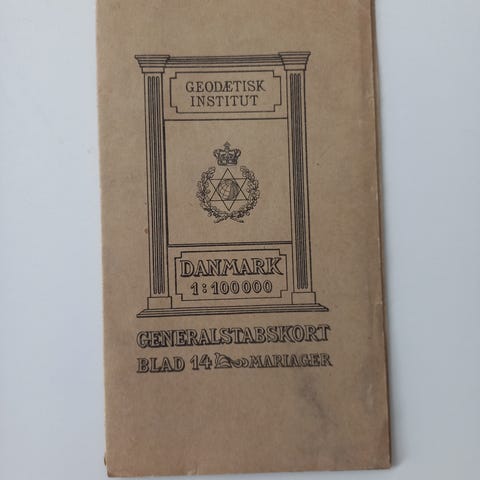 GEODÆTISK
INSTITUT
DANMARK
1:100000
GENERALSTABSKORT
BLAD 14 MARIAGER